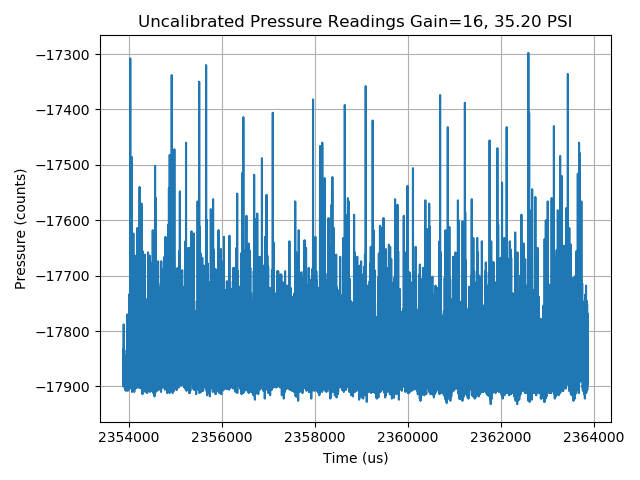 Uncalibrated Pressure Readings Gain=16, 35.20 PSI
Pressure (counts)
−17300
−17400
−17500
−17600
−17700
−17800
−17900
2354000 2356000 2358000 2360000 2362000 2364000
Time (us)